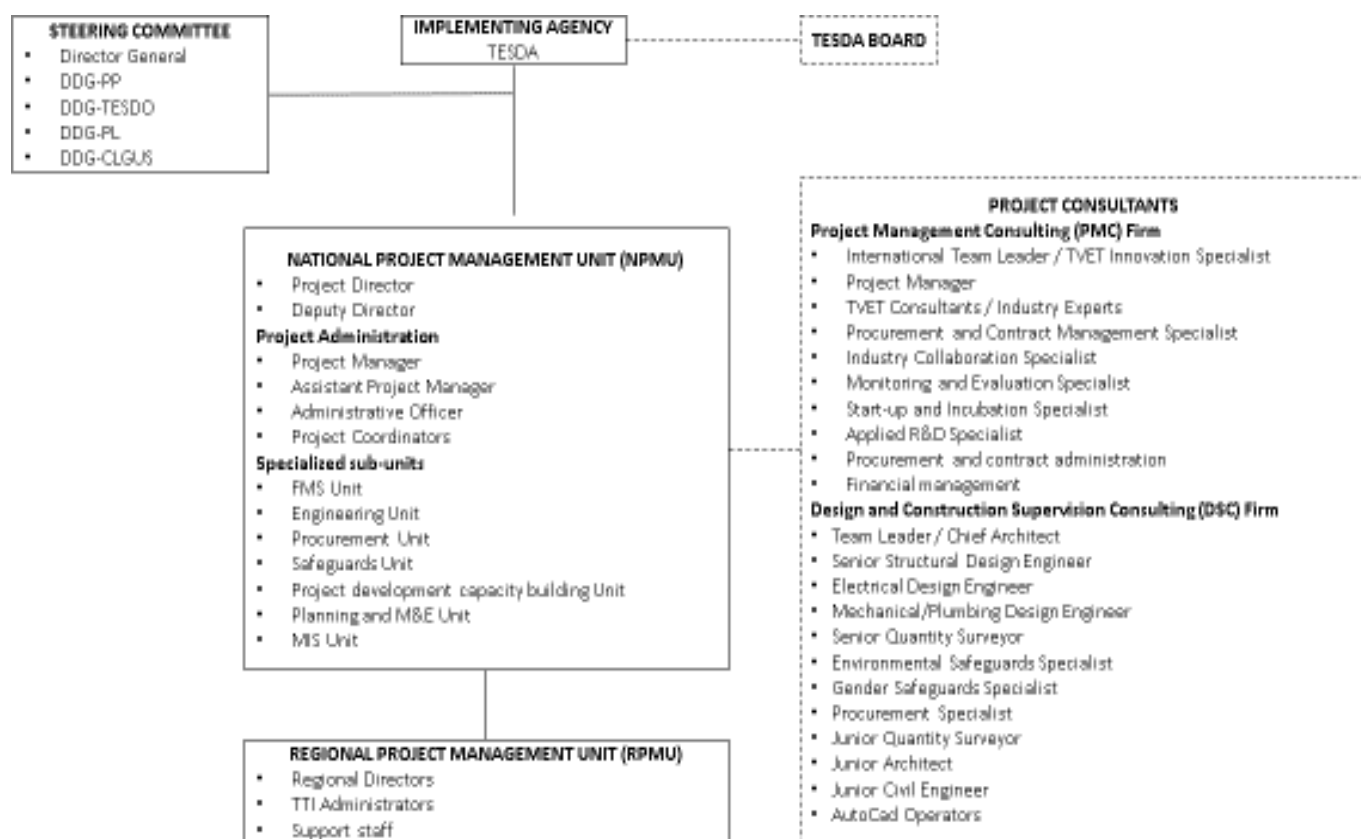 STEERING COMMITTEE
• Director General
• DDG-PP
• DDG-TESDO
• DDG-PL
• DDG-CLGUS
IMPLEMENTING AGENCY
TESDA
TESDA BOARD
NATIONAL PROJECT MANAGEMENT UNIT (NPMU)
• Project Director
• Deputy Director
Project Administration
• Project Manager
• Assistant Project Manager
• Administrative Officer
• Project Coordinators
Specialized sub-units
• FMS Unit
• Engineering Unit
• Procurement Unit
• Safeguards Unit
• Project development capacity building Unit
• Planning and M&E Unit
• MIS Unit
REGIONAL PROJECT MANAGEMENT UNIT (RPMU)
• Regional Directors
• TTI Administrators
• Support staff
PROJECT CONSULTANTS
Project Management Consulting (PMC) Firm
• International Team Leader / TVET Innovation Specialist
• Project Manager
• TVET Consultants / Industry Experts
• Procurement and Contract Management Specialist
• Industry Collaboration Specialist
• Monitoring and Evaluation Specialist
• Start-up and Incubation Specialist
• Applied R&D Specialist
• Procurement and contract administration
• Financial management
Design and Construction Supervision Consulting (DSC) Firm
• Team Leader / Chief Architect
• Senior Structural Design Engineer
• Electrical Design Engineer
• Mechanical/Plumbing Design Engineer
• Senior Quantity Surveyor
• Environmental Safeguards Specialist
• Gender Safeguards Specialist
• Procurement Specialist
• Junior Quantity Surveyor
• Junior Architect
• Junior Civil Engineer
• AutoCad Operators